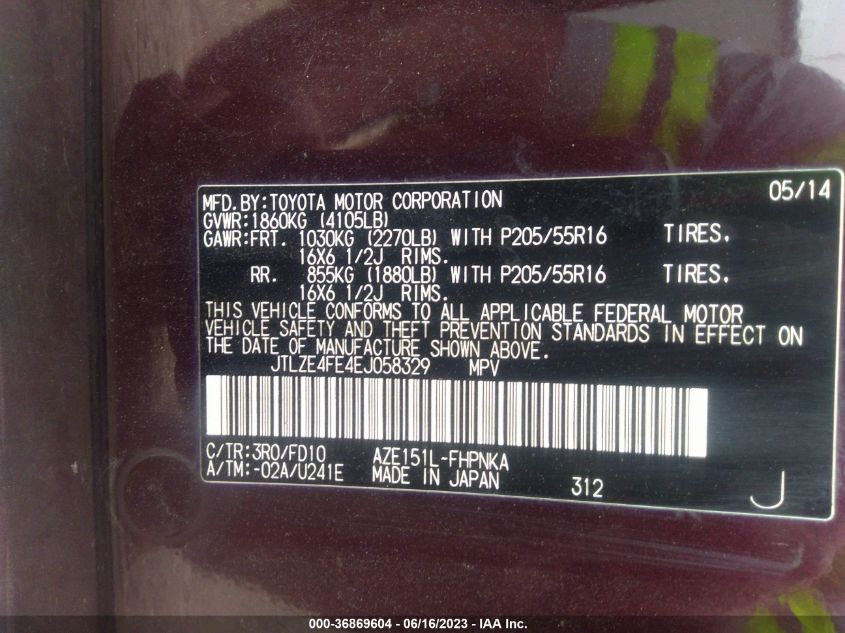 MFD.BY:TOYOTA MOTOR CORPORATION 05/14
GVWR:1860KG (4105LB)
GAWR:FRT. 1030KG (2270LB) WITH P205/55R16 TIRES.
16X6 1/2J RIMS.
RR. 855KG (1880LB) WITH P205/55R16 TIRES.
16X6 1/2J RIMS.
THIS VEHICLE CONFORMS TO ALL APPLICABLE FEDERAL MOTOR
VEHICLE SAFETY AND THEFT PREVENTION STANDARDS IN EFFECT ON
THE DATE OF MANUFACTURE SHOWN ABOVE.
JTLZE4FE4EJ058329 MPV
C/TR:3R0/FD10 AZE151L-FHPNKA
A/TM:-02A/U241E MADE IN JAPAN 312 J
000-36869604 - 06/16/2023 - IAA Inc.